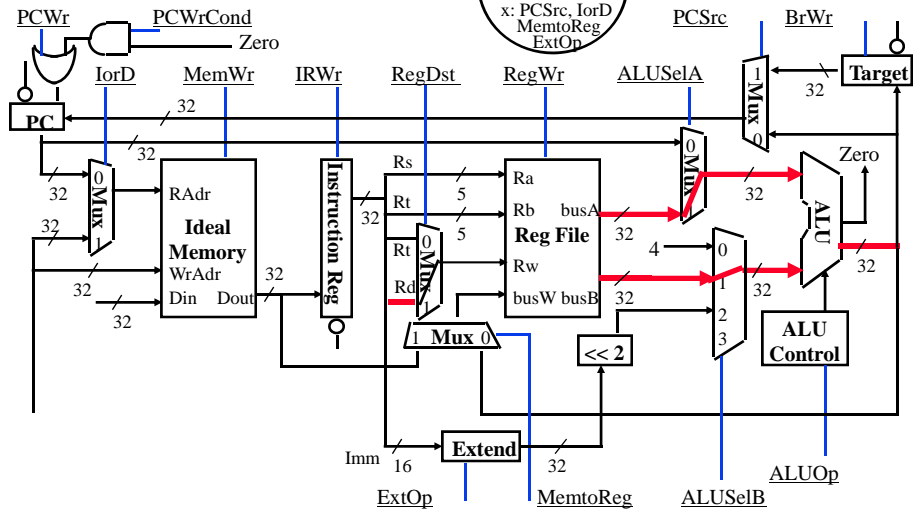 x: PCSrc, IorD
MemtoReg
ExtOp
PCWr
PCWrCond
PCSrc
BrWr
Zero
IorD
MemWr
IRWr
RegDst
RegWr
ALUSelA
1
Mux
0
32
Target
PC
32
32
32
0
Mux
1
32
RAdr
Ideal
Memory
WrAdr
32
Din
32
Dout
32
Instruction Reg
32
Rs
Rt
5
5
Rt
0
Mux
Rd
1
Ra
Rb
busA
Reg File
Rw
busW
busB
32
32
0
Mux
1
32
4
0
1
2
3
32
Zero
ALU
32
1 Mux 0
<< 2
ALU
Control
Imm
16
Extend
32
ExtOp
MemtoReg
ALUSelB
ALUOp